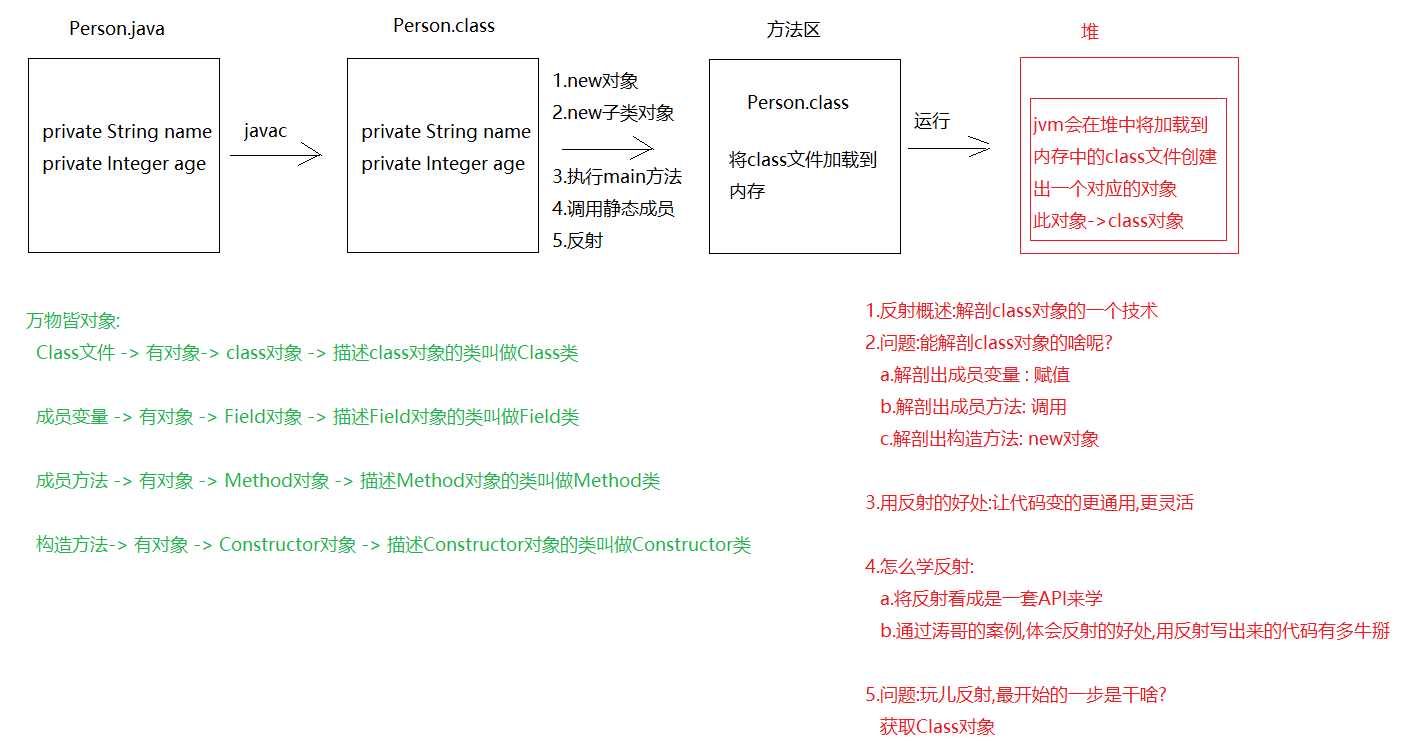 Person.java
private String name
private Integer age
javac
Person.class
private String name
private Integer age
1.new对象
2.new子类对象
3.执行main方法
4.调用静态成员
5.反射
方法区
Person.class
将class文件加载到
内存
运行
堆
jvm会在堆中将加载到
内存中的class文件创建
出一个对应的对象
此对象->class对象
万物皆对象:
Class文件 -> 有对象-> class对象 -> 描述class对象的类叫做Class类
成员变量 -> 有对象 -> Field对象 -> 描述Field对象的类叫做Field类
成员方法 -> 有对象 -> Method对象 -> 描述Method对象的类叫做Method类
构造方法-> 有对象 -> Constructor对象 -> 描述Constructor对象的类叫做Constructor类
1.反射概述:解剖class对象的一个技术
2.问题:能解剖class对象的啥呢?
a.解剖出成员变量 : 赋值
b.解剖出成员方法: 调用
c.解剖出构造方法: new对象
3.用反射的好处:让代码变的更通用,更灵活
4.怎么学反射:
a.将反射看成是一套API来学
b.通过涛哥的案例,体会反射的好处,用反射写出来的代码有多牛掰
5.问题:玩儿反射,最开始的一步是干啥?
获取Class对象